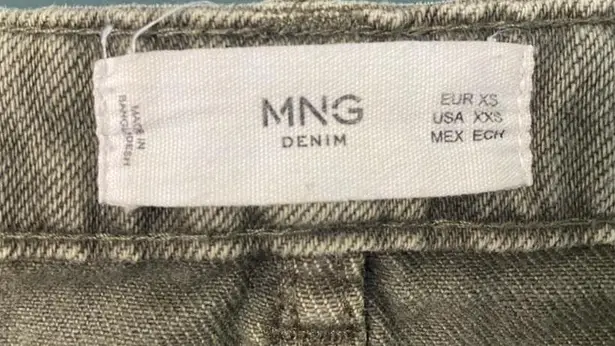 MADE IN
BANGLADESH
MNG
DENIM
EUR XS
USA XXS
MEX ECH